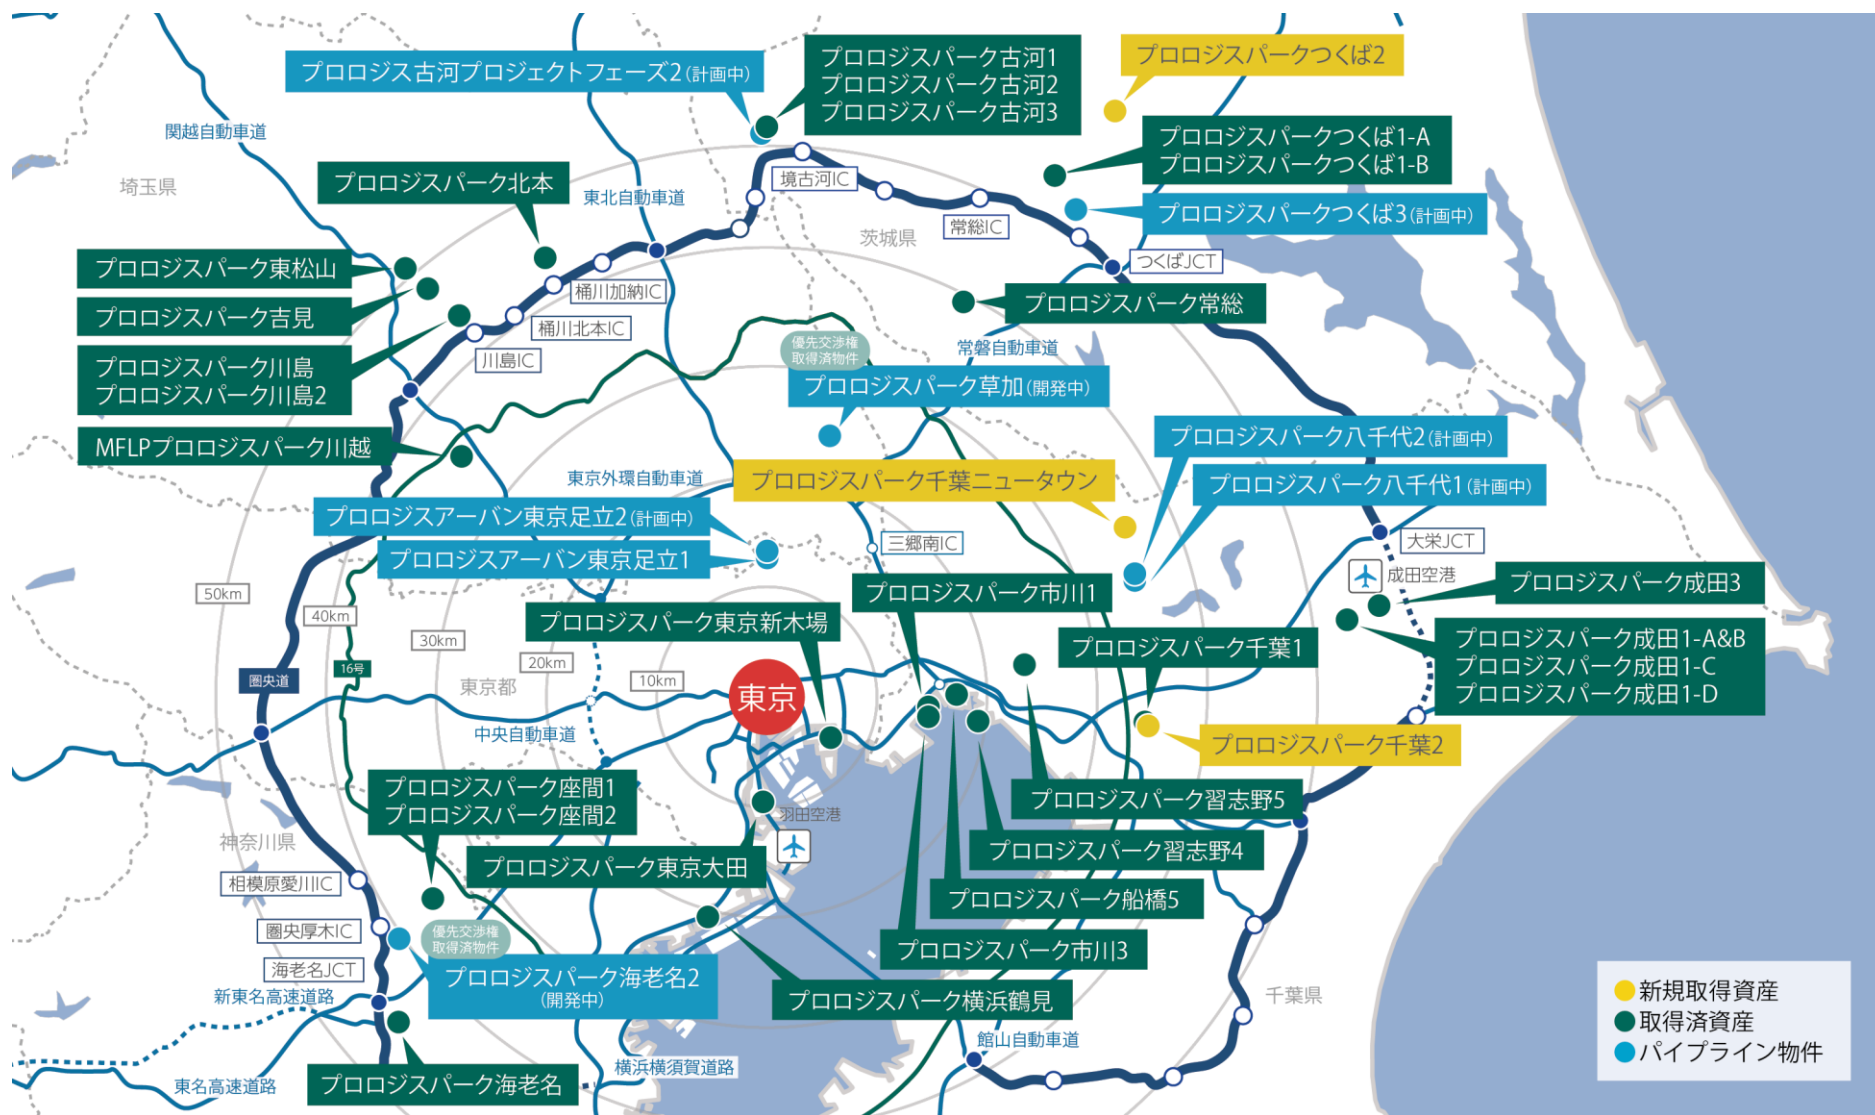 プロロジス古河プロジェクトフェーズ2(計画中)
プロロジスパーク古河1
プロロジスパーク古河2
プロロジスパーク古河3
プロロジスパークつくば2
関越自動車道
プロロジスパークつくば1-A
プロロジスパークつくば1-B
埼玉県
プロロジスパーク北本
東北自動車道
境古河IC
プロロジスパークつくば3(計画中)
常総IC
茨城県
つくばJCT
プロロジスパーク東松山
桶川加納IC
プロロジスパーク常総
プロロジスパーク吉見
桶川北本IC
川島IC
優先交渉権
取得済物件
常磐自動車道
プロロジスパーク川島
プロロジスパーク川島2
プロロジスパーク草加(開発中)
MFLPプロロジスパーク川越
プロロジスパーク八千代2(計画中)
東京外環自動車道
プロロジスパーク千葉ニュータウン
プロロジスパーク八千代1(計画中)
プロロジスアーバン東京足立2(計画中)
三郷南IC
大栄JCT
プロロジスアーバン東京足立1
成田空港
プロロジスパーク成田3
50km
プロロジスパーク市川1
40km
プロロジスパーク東京新木場
30km
プロロジスパーク千葉1
プロロジスパーク成田1-A&B
プロロジスパーク成田1-C
プロロジスパーク成田1-D
20km
16号
圏央道
10km
東京都
東京
中央自動車道
プロロジスパーク千葉2
プロロジスパーク座間1
プロロジスパーク座間2
プロロジスパーク習志野5
羽田空港
神奈川県
プロロジスパーク習志野4
プロロジスパーク東京大田
相模原愛川IC
プロロジスパーク船橋5
圏央厚木IC
優先交渉権
取得済物件
プロロジスパーク市川3
海老名JCT
プロロジスパーク海老名2
(開発中)
新東名高速道路
プロロジスパーク横浜鶴見
千葉県
新規取得資産
取得済資産
パイプライン物件
館山自動車道
横浜横須賀道路
東名高速道路
プロロジスパーク海老名